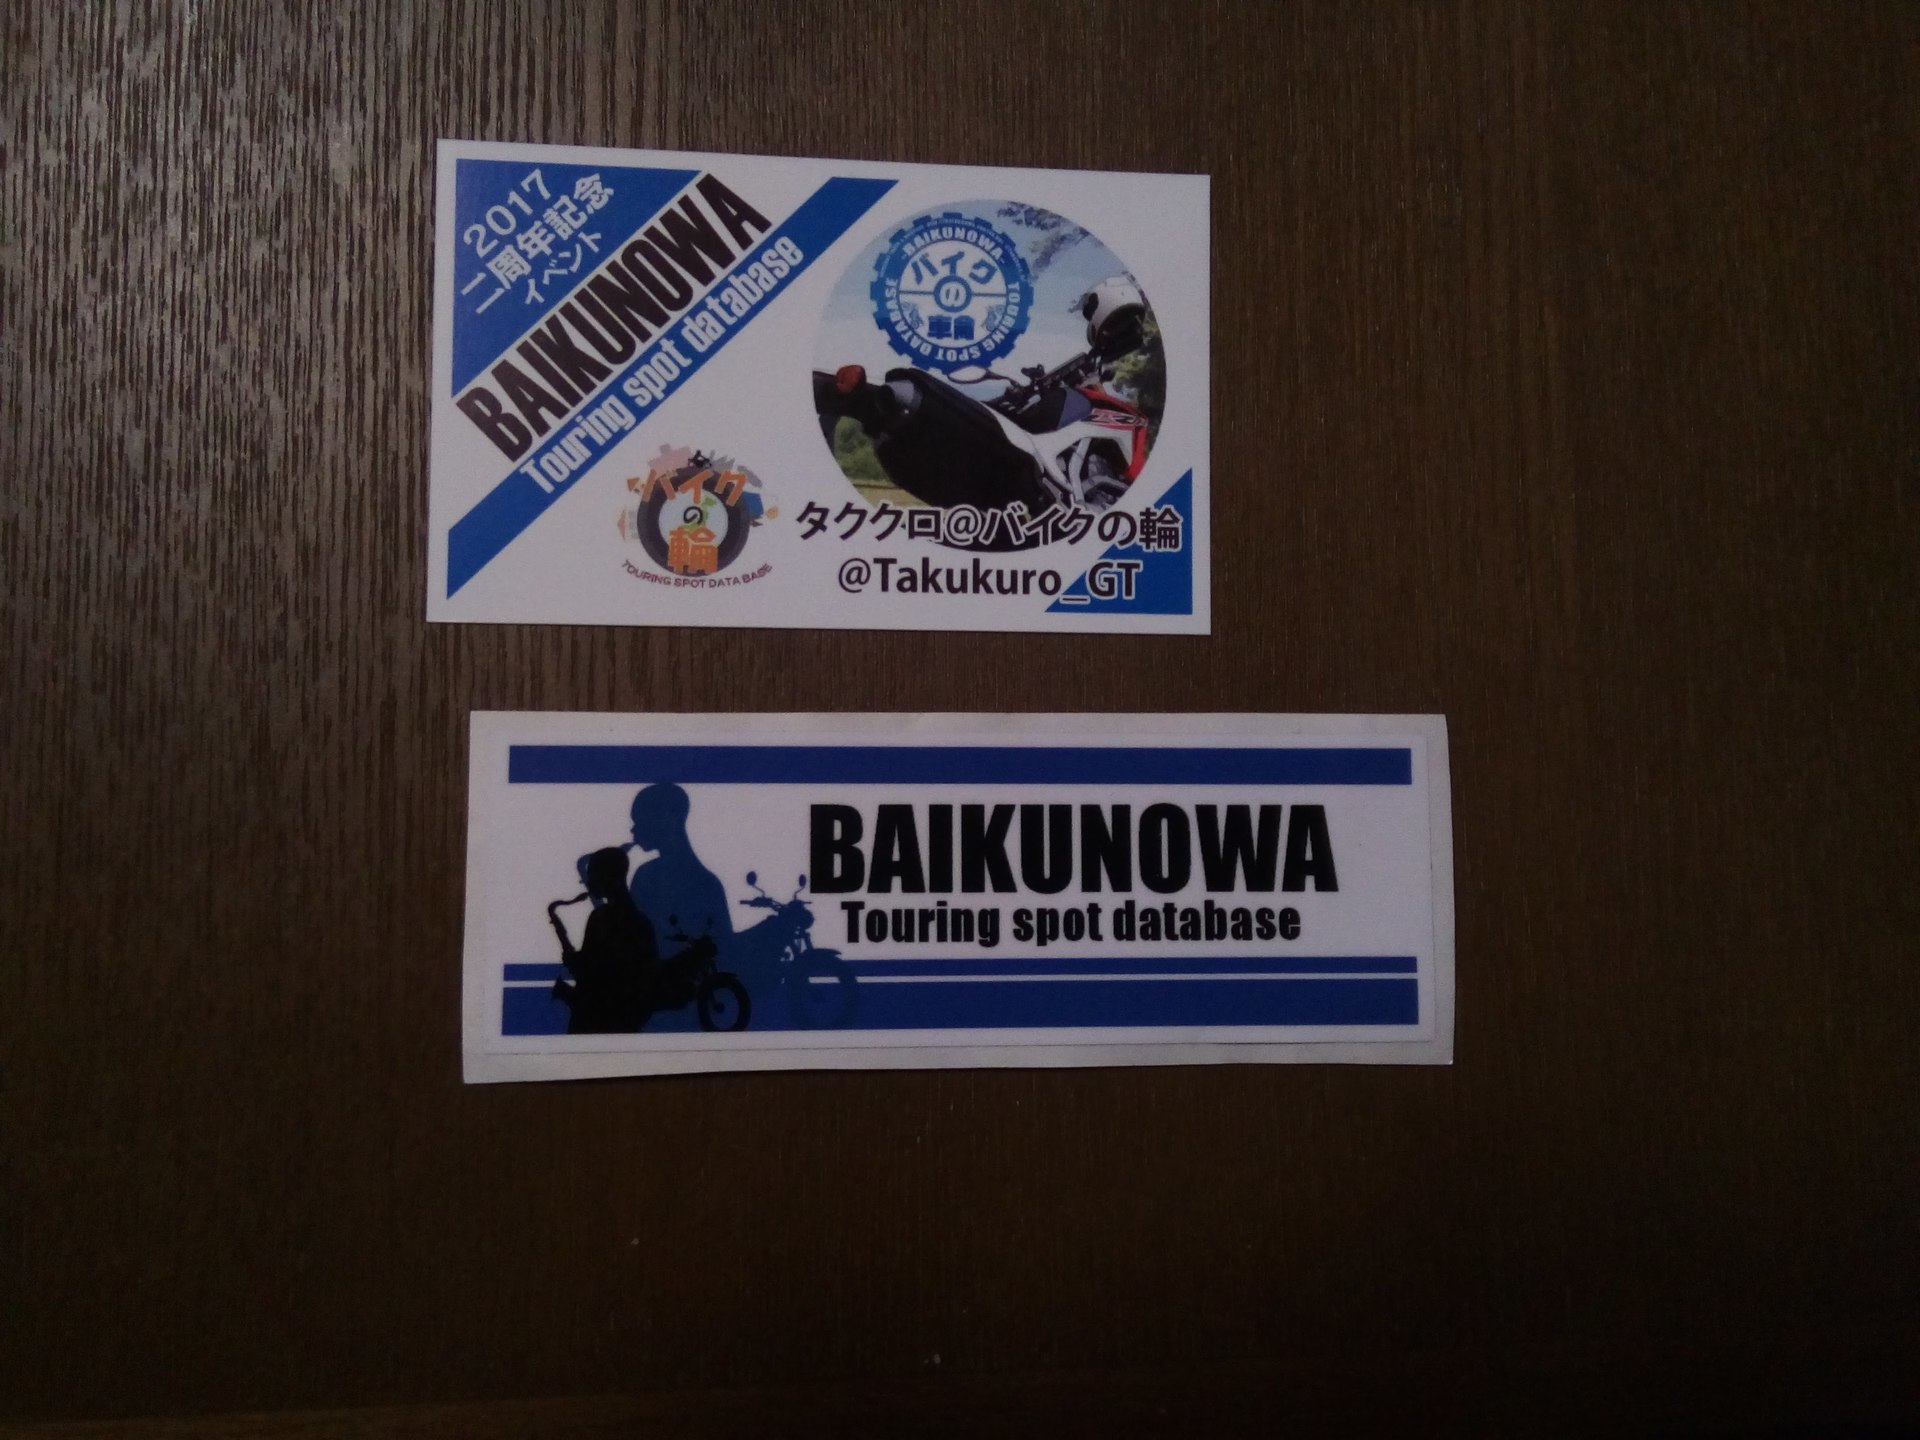 2017
二周年記念
イベント
BAIKUNOWA
Touring spot database
BAIKUNOWA
TOURING SPOT DATABASE
バイク
の
車輪
バイク
の
輪
TOURING SPOT DATA BASE
タククロ@バイクの輪
@Takukuro_GT
BAIKUNOWA
Touring spot database